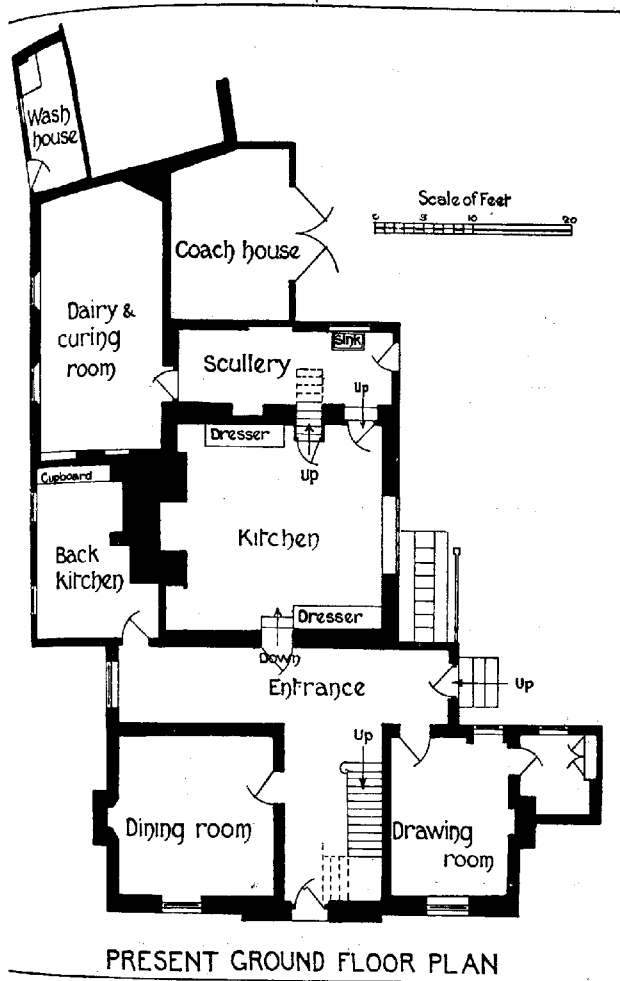 Wash
house
Scale of Feet
0 5 10 20
Coach house
Dairy &
curing
room
Sink
Scullery
Up
Dresser
Up
Cupboard
Kitchen
Back
kitchen
Dresser
Down
Entrance
Up
Up
Dining room
Drawing
room
PRESENT GROUND FLOOR PLAN